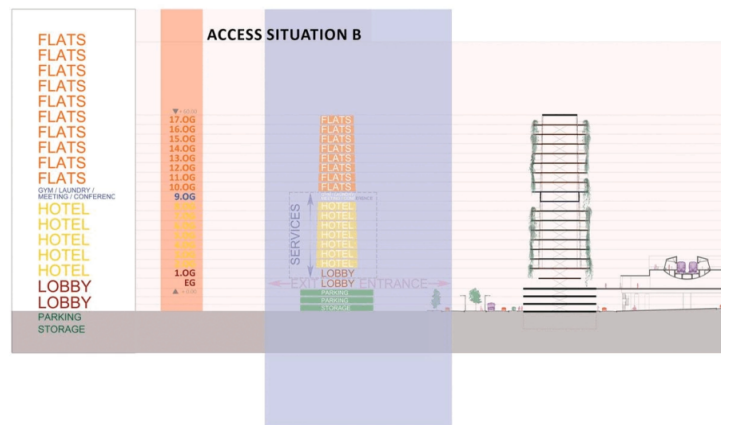 ACCESS SITUATION B
FLATS
FLATS
FLATS
FLATS
FLATS
FLATS
FLATS
FLATS
FLATS
FLATS
GYM / LAUNDRY /
MEETING / CONFERENC
HOTEL
HOTEL
HOTEL
HOTEL
HOTEL
LOBBY
LOBBY
PARKING
STORAGE
17.OG
16.OG
15.OG
14.OG
13.OG
12.OG
11.OG
10.OG
9.OG
1.OG
EG
FLATS
FLATS
FLATS
FLATS
FLATS
FLATS
FLATS
FLATS
SERVICES
HOTEL
HOTEL
HOTEL
HOTEL
HOTEL
HOTEL
HOTEL
LOBBY
EXIT LOBBY ENTRANCE
PARKING
PARKING
STORAGE